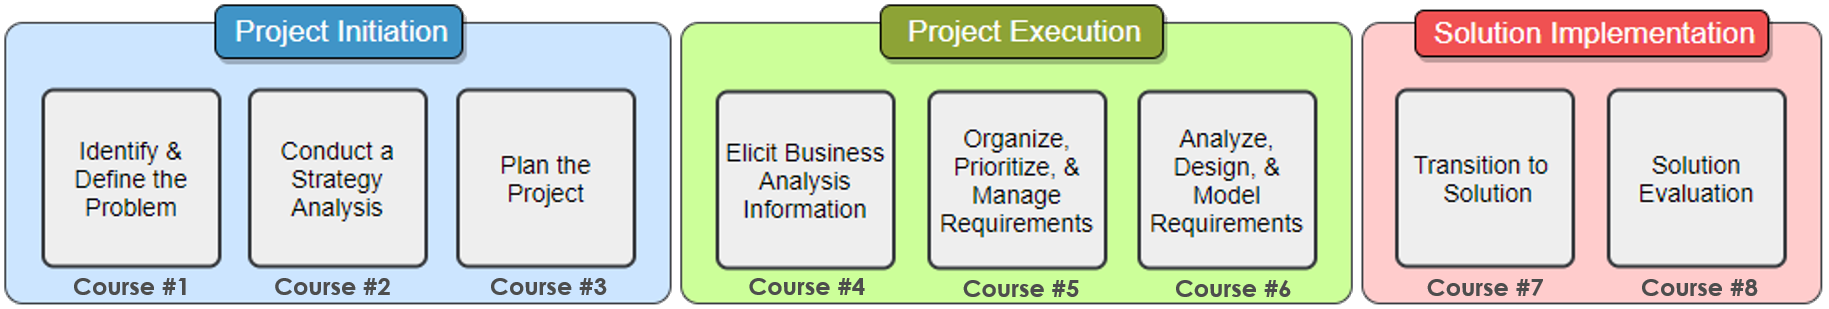 Project Initiation
Identify &
Define the
Problem
Course #1
Conduct a
Strategy
Analysis
Course #2
Plan the
Project
Course #3
Project Execution
Elicit Business
Analysis
Information
Course #4
Organize,
Prioritize, &
Manage
Requirements
Course #5
Analyze,
Design, &
Model
Requirements
Course #6
Solution Implementation
Transition to
Solution
Course #7
Solution
Evaluation
Course #8